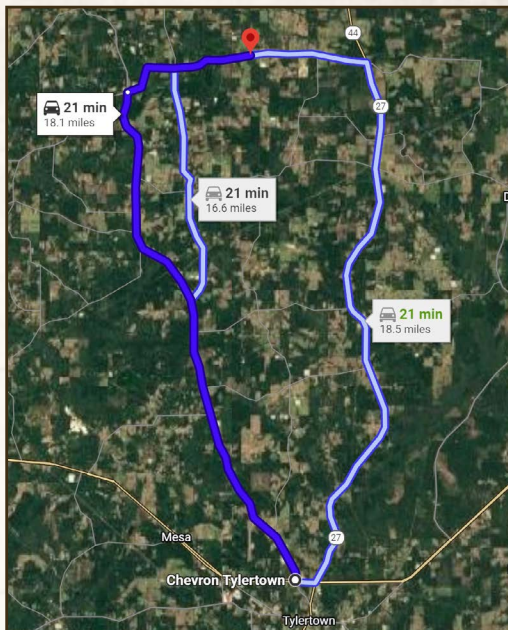 44
21 min
18.1 miles
27
21 min
16.6 miles
21 min
18.5 miles
27
Mesa
Chevron Tylertown
Tylertown